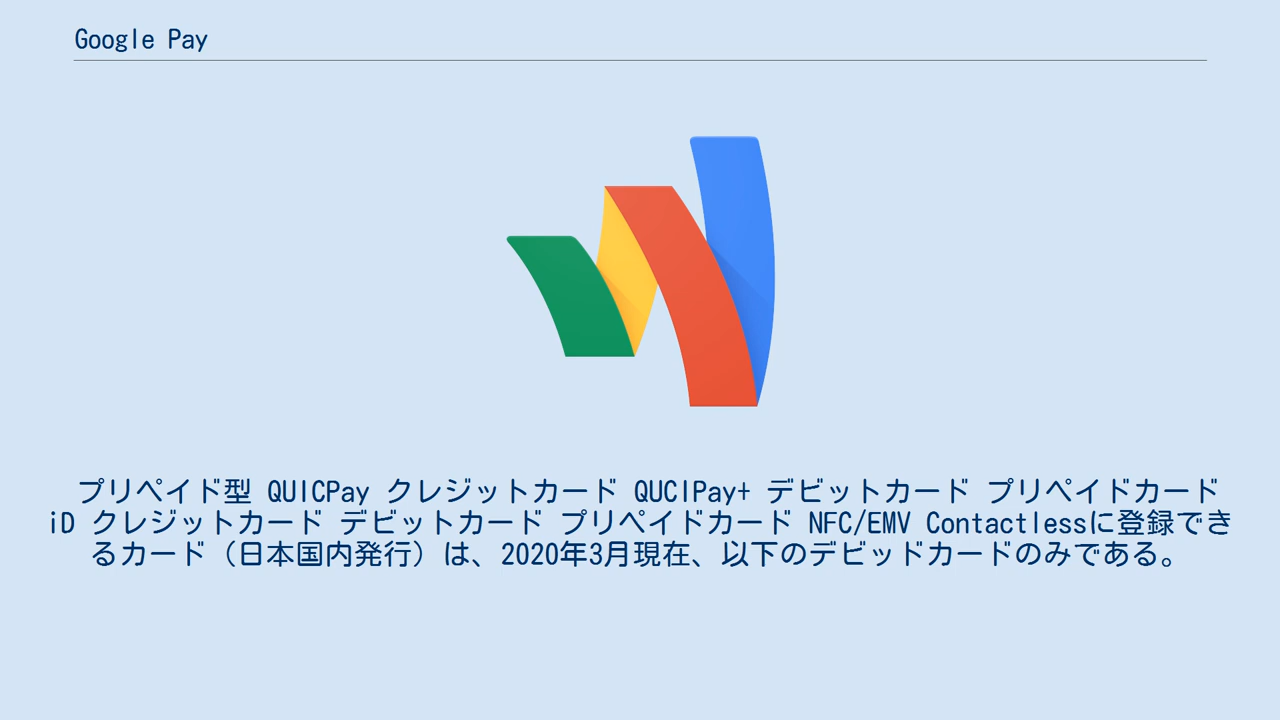 Google Pay
プリペイド型 QUICPay クレジットカード QUCIPay+ デビットカード プリペイドカード
iD クレジットカード デビットカード プリペイドカード NFC/EMV Contactlessに登録でき
るカード（日本国内発行）は、2020年3月現在、以下のデビッドカードのみである。